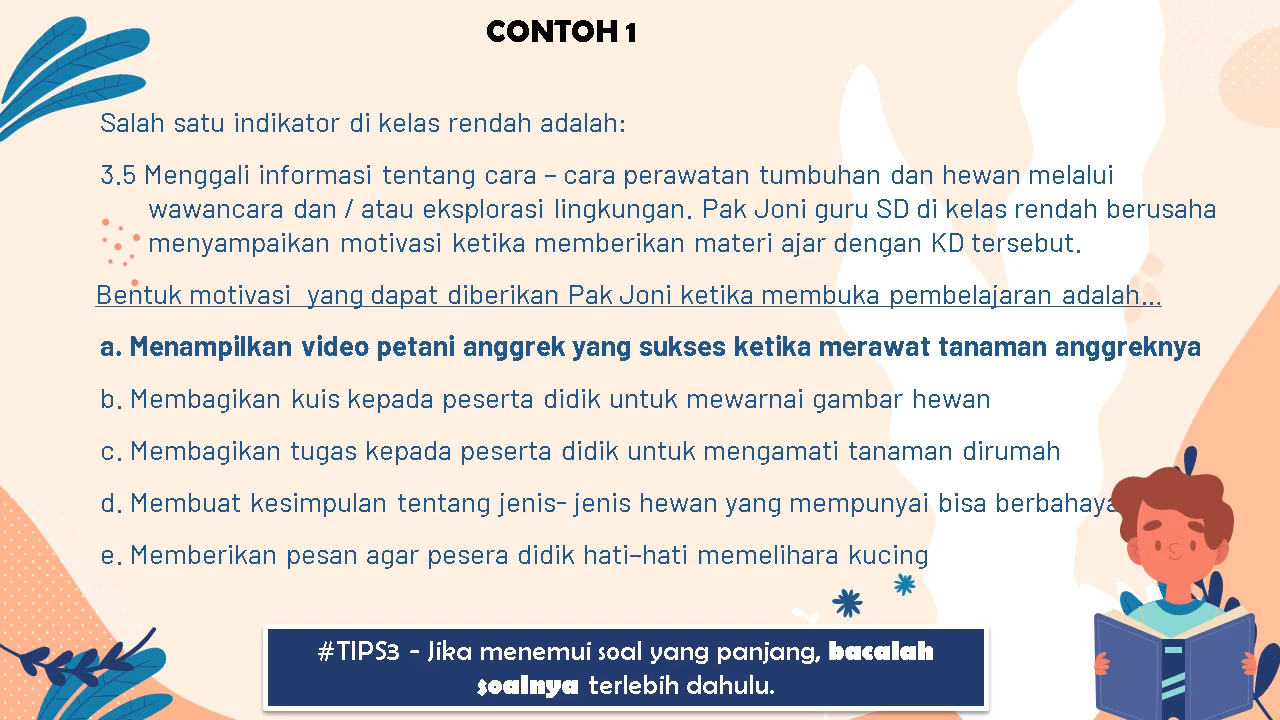 CONTOH 1
Salah satu indikator di kelas rendah adalah:
3.5 Menggali informasi tentang cara – cara perawatan tumbuhan dan hewan melalui
wawancara dan / atau eksplorasi lingkungan. Pak Joni guru SD di kelas rendah berusaha
menyampaikan motivasi ketika memberikan materi ajar dengan KD tersebut.
Bentuk motivasi yang dapat diberikan Pak Joni ketika membuka pembelajaran adalah...
a. Menampilkan video petani anggrek yang sukses ketika merawat tanaman anggreknya
b. Membagikan kuis kepada peserta didik untuk mewarnai gambar hewan
c. Membagikan tugas kepada peserta didik untuk mengamati tanaman dirumah
d. Membuat kesimpulan tentang jenis- jenis hewan yang mempunyai bisa berbahaya
e. Memberikan pesan agar pesera didik hati–hati memelihara kucing
#TIPS3 - Jika menemui soal yang panjang, bacalah
soalnya terlebih dahulu.